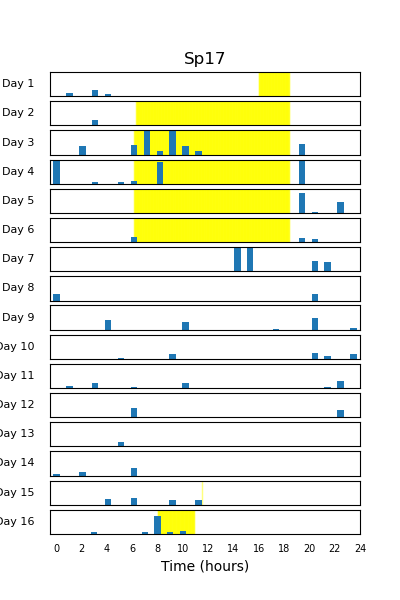 Sp17
Day 1
Day 2
Day 3
Day 4
Day 5
Day 6
Day 7
Day 8
Day 9
Day 10
Day 11
Day 12
Day 13
Day 14
Day 15
Day 16
0 2 4 6 8 10 12 14 16 18 20 22 24
Time (hours)